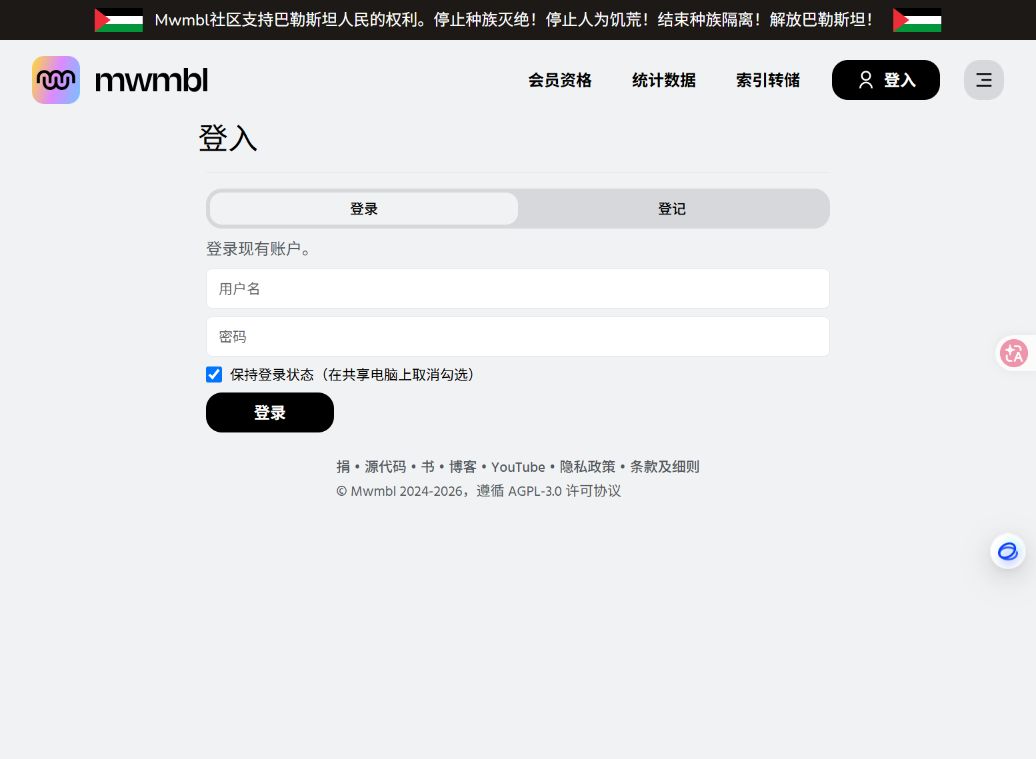 Mwmbl社区支持巴勒斯坦人民的权利。停止种族灭绝！停止人为饥荒！结束种族隔离！解放巴勒斯坦！
mwmbl
会员资格
统计数据
索引转储
登入
登入
登录
登记
登录现有账户。
用户名
密码
保持登录状态（在共享电脑上取消勾选）
登录
捐 • 源代码 • 书 • 博客 • YouTube • 隐私政策 • 条款及细则
© Mwmbl 2024-2026，遵循 AGPL-3.0 许可协议